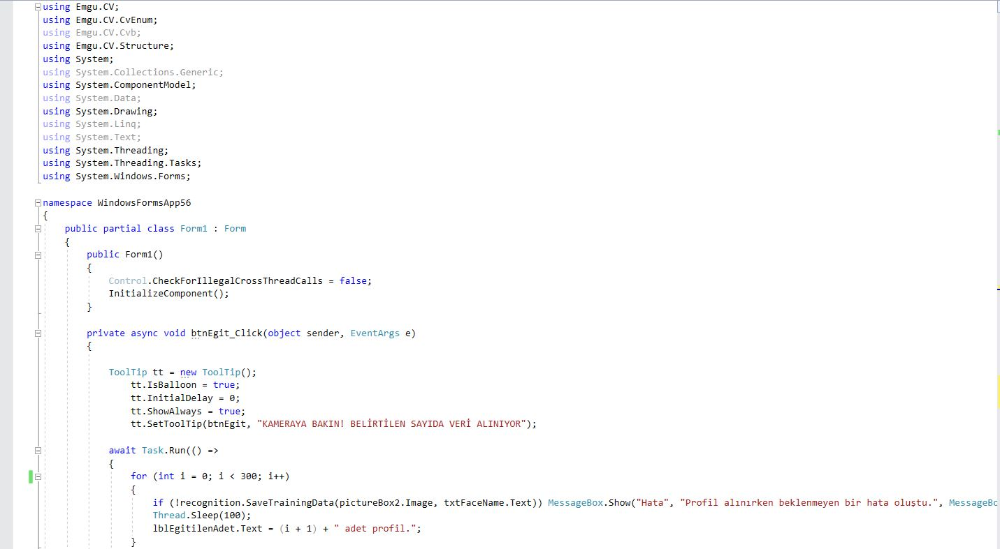 using Emgu.CV;
using Emgu.CV.CvEnum;
using Emgu.CV.Cvb;
using Emgu.CV.Structure;
using System;
using System.Collections.Generic;
using System.ComponentModel;
using System.Data;
using System.Drawing;
using System.Linq;
using System.Text;
using System.Threading;
using System.Threading.Tasks;
using System.Windows.Forms;
namespace WindowsFormsApp56
{
public partial class Form1 : Form
{
public Form1()
{
Control.CheckForIllegalCrossThreadCalls = false;
InitializeComponent();
}
private async void btnEgit_Click(object sender, EventArgs e)
{
ToolTip tt = new ToolTip();
tt.IsBalloon = true;
tt.InitialDelay = 0;
tt.ShowAlways = true;
tt.SetToolTip(btnEgit, "KAMERAYA BAKIN! BELİRTİLEN SAYIDA VERİ ALINIYOR");
await Task.Run(() =>
{
for (int i = 0; i < 300; i++)
{
if (!recognition.SaveTrainingData(pictureBox2.Image, txtFaceName.Text)) MessageBox.Show("Hata", "Profil alınırken beklenmeyen bir hata oluştu.", MessageBo
Thread.Sleep(100);
lblEgitilenAdet.Text = (i + 1) + " adet profil.";
}